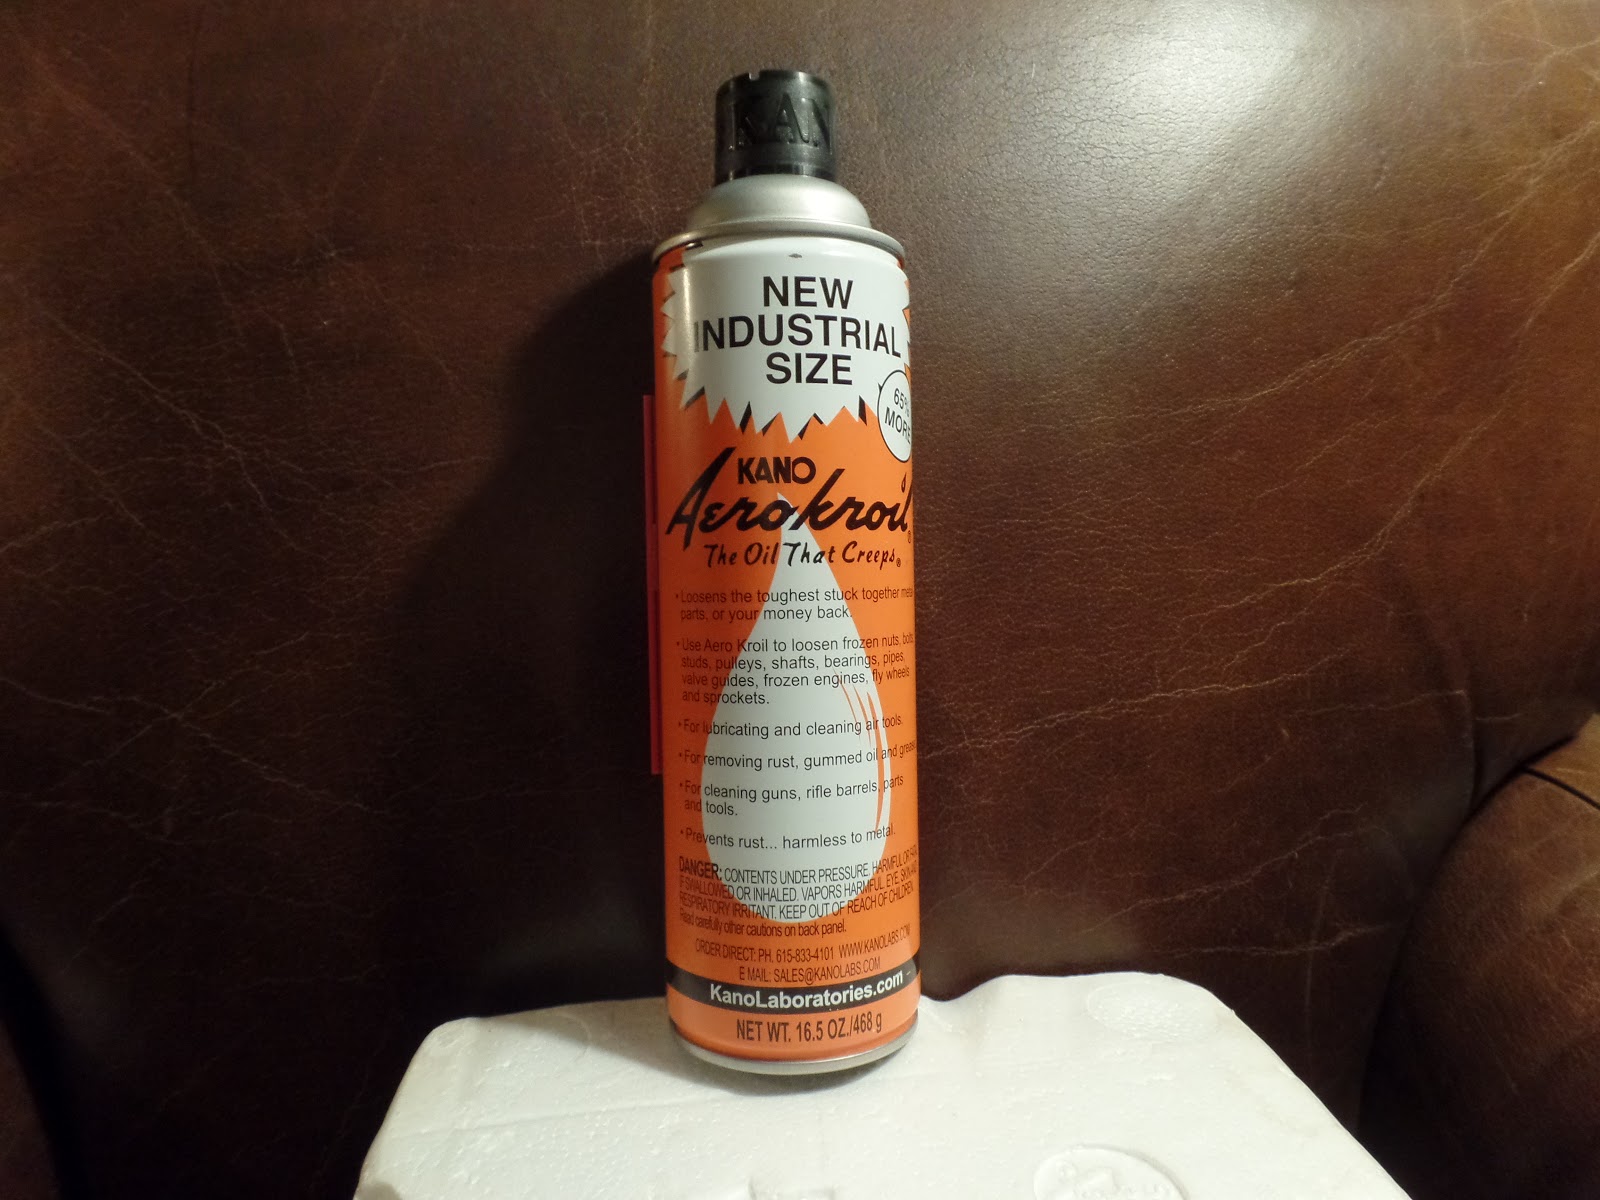 KAN
NEW
INDUSTRIAL
SIZE
65%
MORE
KANO
Aerokroil®
The Oil That Creeps®
• Loosens the toughest stuck together metal
parts, or your money back.
• Use Aero Kroil to loosen frozen nuts, bolts,
studs, pulleys, shafts, bearings, pipes,
valve guides, frozen engines, fly wheels
and sprockets.
• For lubricating and cleaning air tools.
• For removing rust, gummed oil and grease.
• For cleaning guns, rifle barrels, parts
and tools.
• Prevents rust... harmless to metal.
DANGER: CONTENTS UNDER PRESSURE, HARMFUL OR FATAL
IF SWALLOWED OR INHALED. VAPORS HARMFUL. EYE, SKIN AND
RESPIRATORY IRRITANT. KEEP OUT OF REACH OF CHILDREN.
Read carefully other cautions on back panel.
ORDER DIRECT: PH. 615-833-4101 WWW.KANOLABS.COM
E MAIL: SALES@KANOLABS.COM
KanoLaboratories.com
NET WT. 16.5 OZ./468 g